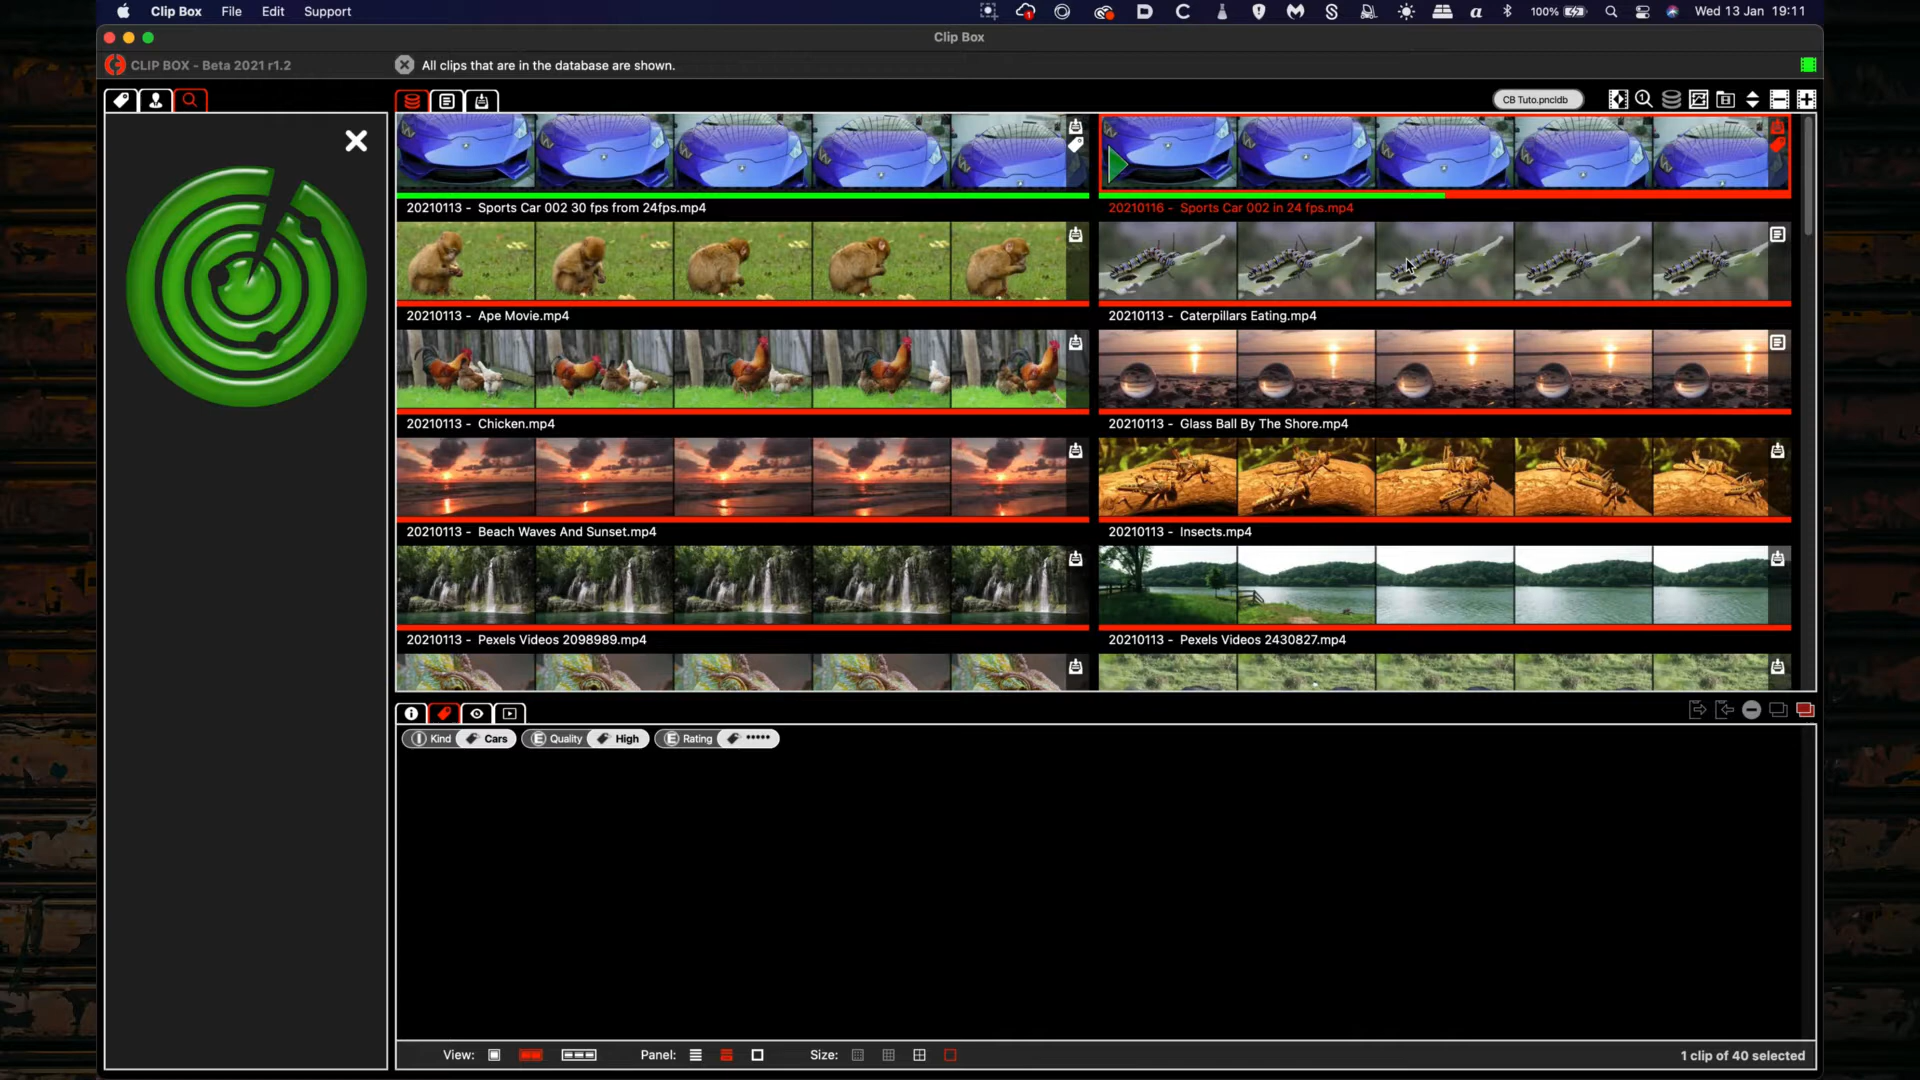 Clip Box File Edit Support 100% Wed 13 Jan 19:11
Clip Box
CLIP BOX - Beta 2021 r1.2 All clips that are in the database are shown.
CB Tuto.pncldb
20210113 - Sports Car 002 30 fps from 24fps.mp4
20210116 - Sports Car 002 in 24 fps.mp4
20210113 - Ape Movie.mp4
20210113 - Caterpillars Eating.mp4
20210113 - Chicken.mp4
20210113 - Glass Ball By The Shore.mp4
20210113 - Beach Waves And Sunset.mp4
20210113 - Insects.mp4
20210113 - Pexels Videos 2098989.mp4
20210113 - Pexels Videos 2430827.mp4
I Kind Cars E Quality High E Rating *****
View: Panel: Size: 1 clip of 40 selected